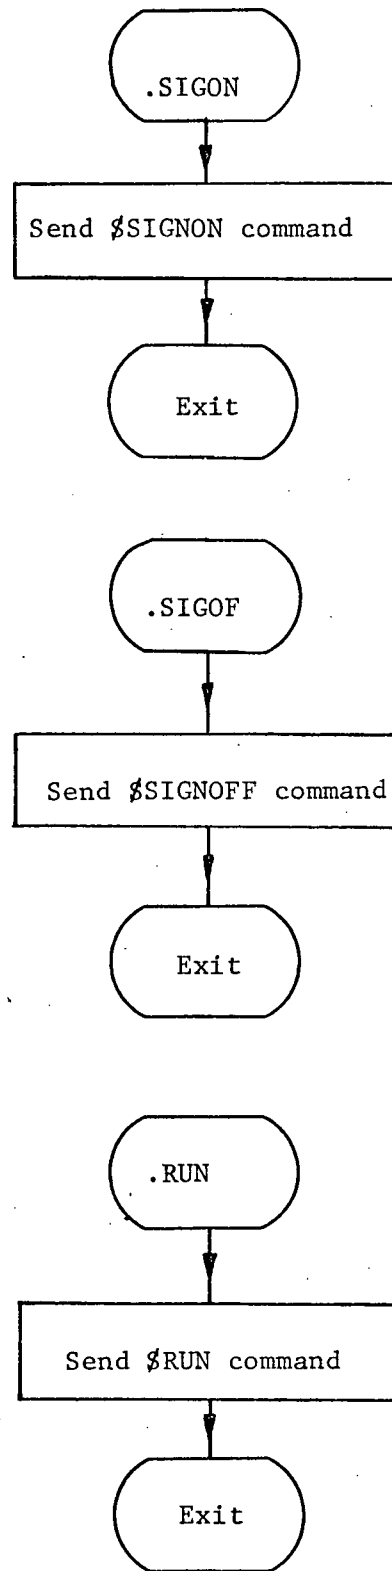 .SIGON
Send $SIGNON command
Exit
.SIGOF
Send $SIGNOFF command
Exit
.RUN
Send $RUN command
Exit